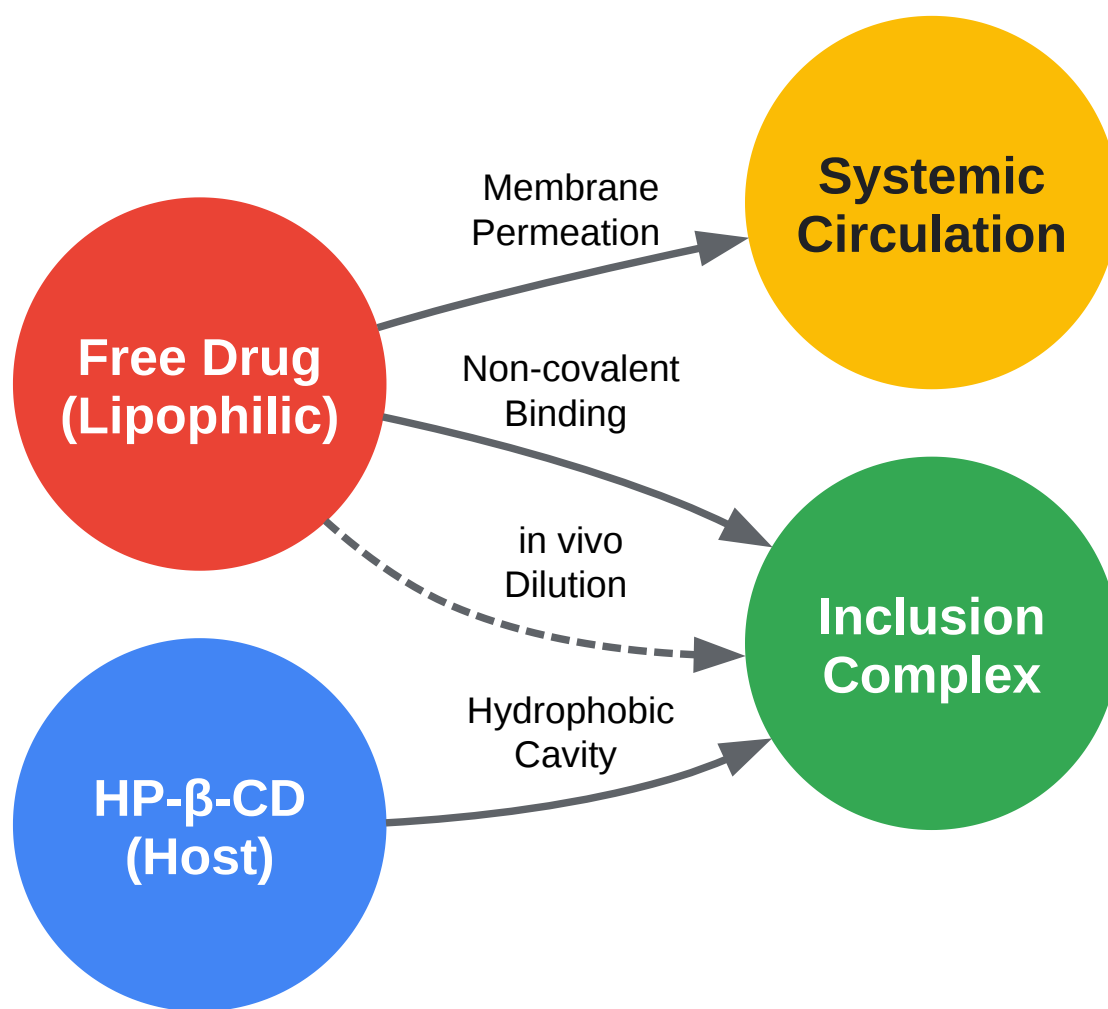 Systemic
Circulation
Membrane
Permeation
Free Drug
(Lipophilic)
Non-covalent
Binding
in vivo
Dilution
Inclusion
Complex
Hydrophobic
Cavity
HP-β-CD
(Host)